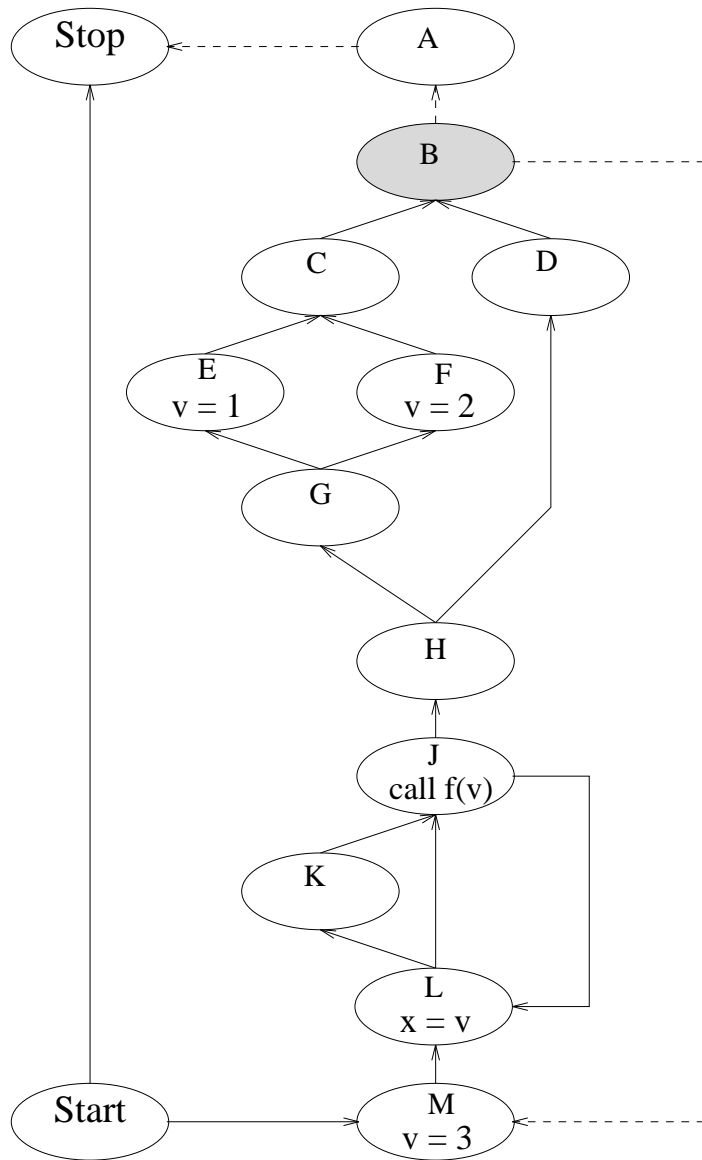 Stop
A
B
C
D
E
v = 1
F
v = 2
G
H
J
call f(v)
K
L
x = v
Start
M
v = 3